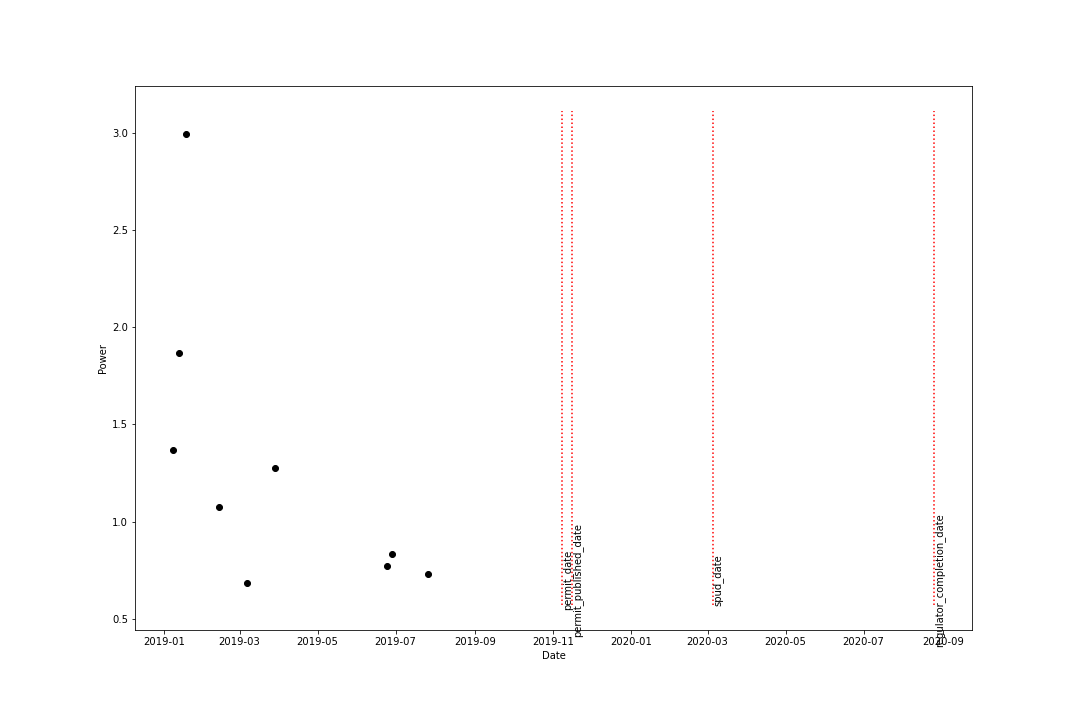 3.0
2.5
2.0
1.5
1.0
0.5
Power
permit_date
permit_published_date
spud_date
regulator_completion_date
2019-01
2019-03
2019-05
2019-07
2019-09
2019-11
2020-01
2020-03
2020-05
2020-07
2020-09
Date